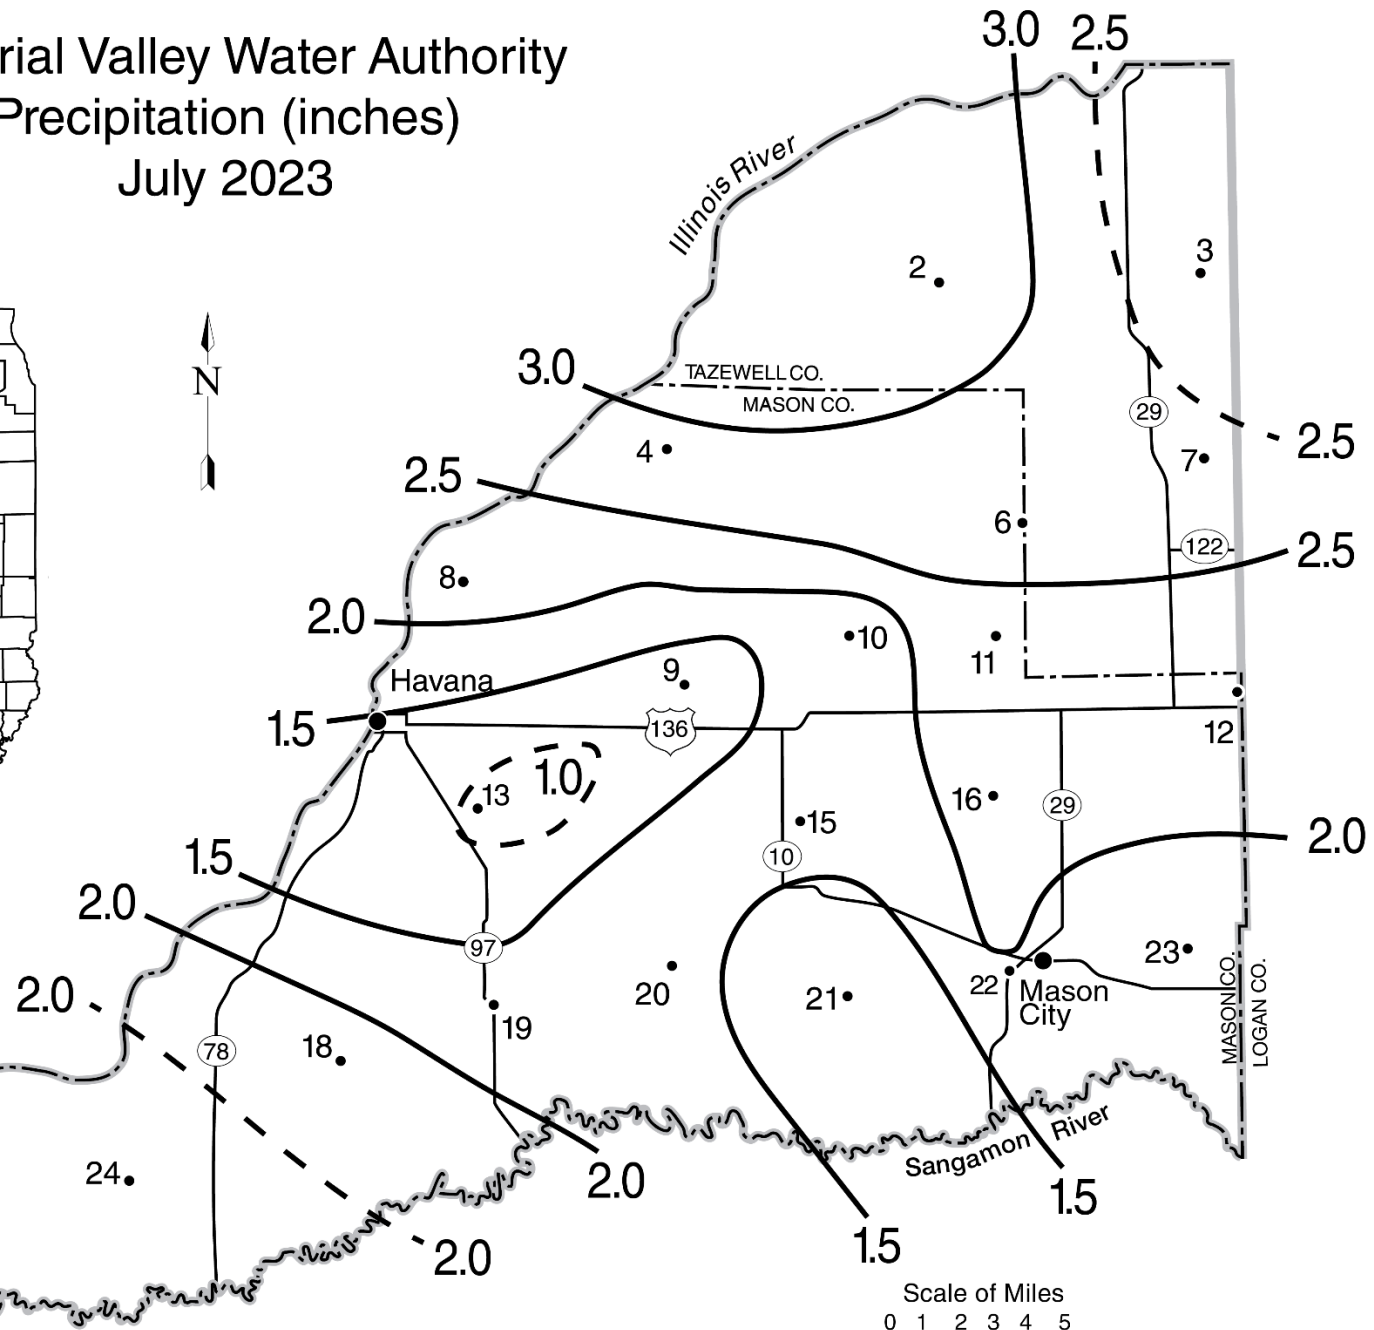 rial Valley Water Authority
Precipitation (inches)
July 2023
3.0
2.5
Illinois River
2
3
N
3.0
TAZEWELL CO.
MASON CO.
29
2.5
4
7
2.5
6
122
2.5
8
2.0
10
11
9
Havana
1.5
136
12
1.0
13
16
29
15
10
2.0
1.5
2.0
97
23
20
21
22
Mason
City
MASON CO.
LOGAN CO.
2.0
19
18
78
Sangamon River
24
2.0
1.5
1.5
2.0
Scale of Miles
0 1 2 3 4 5